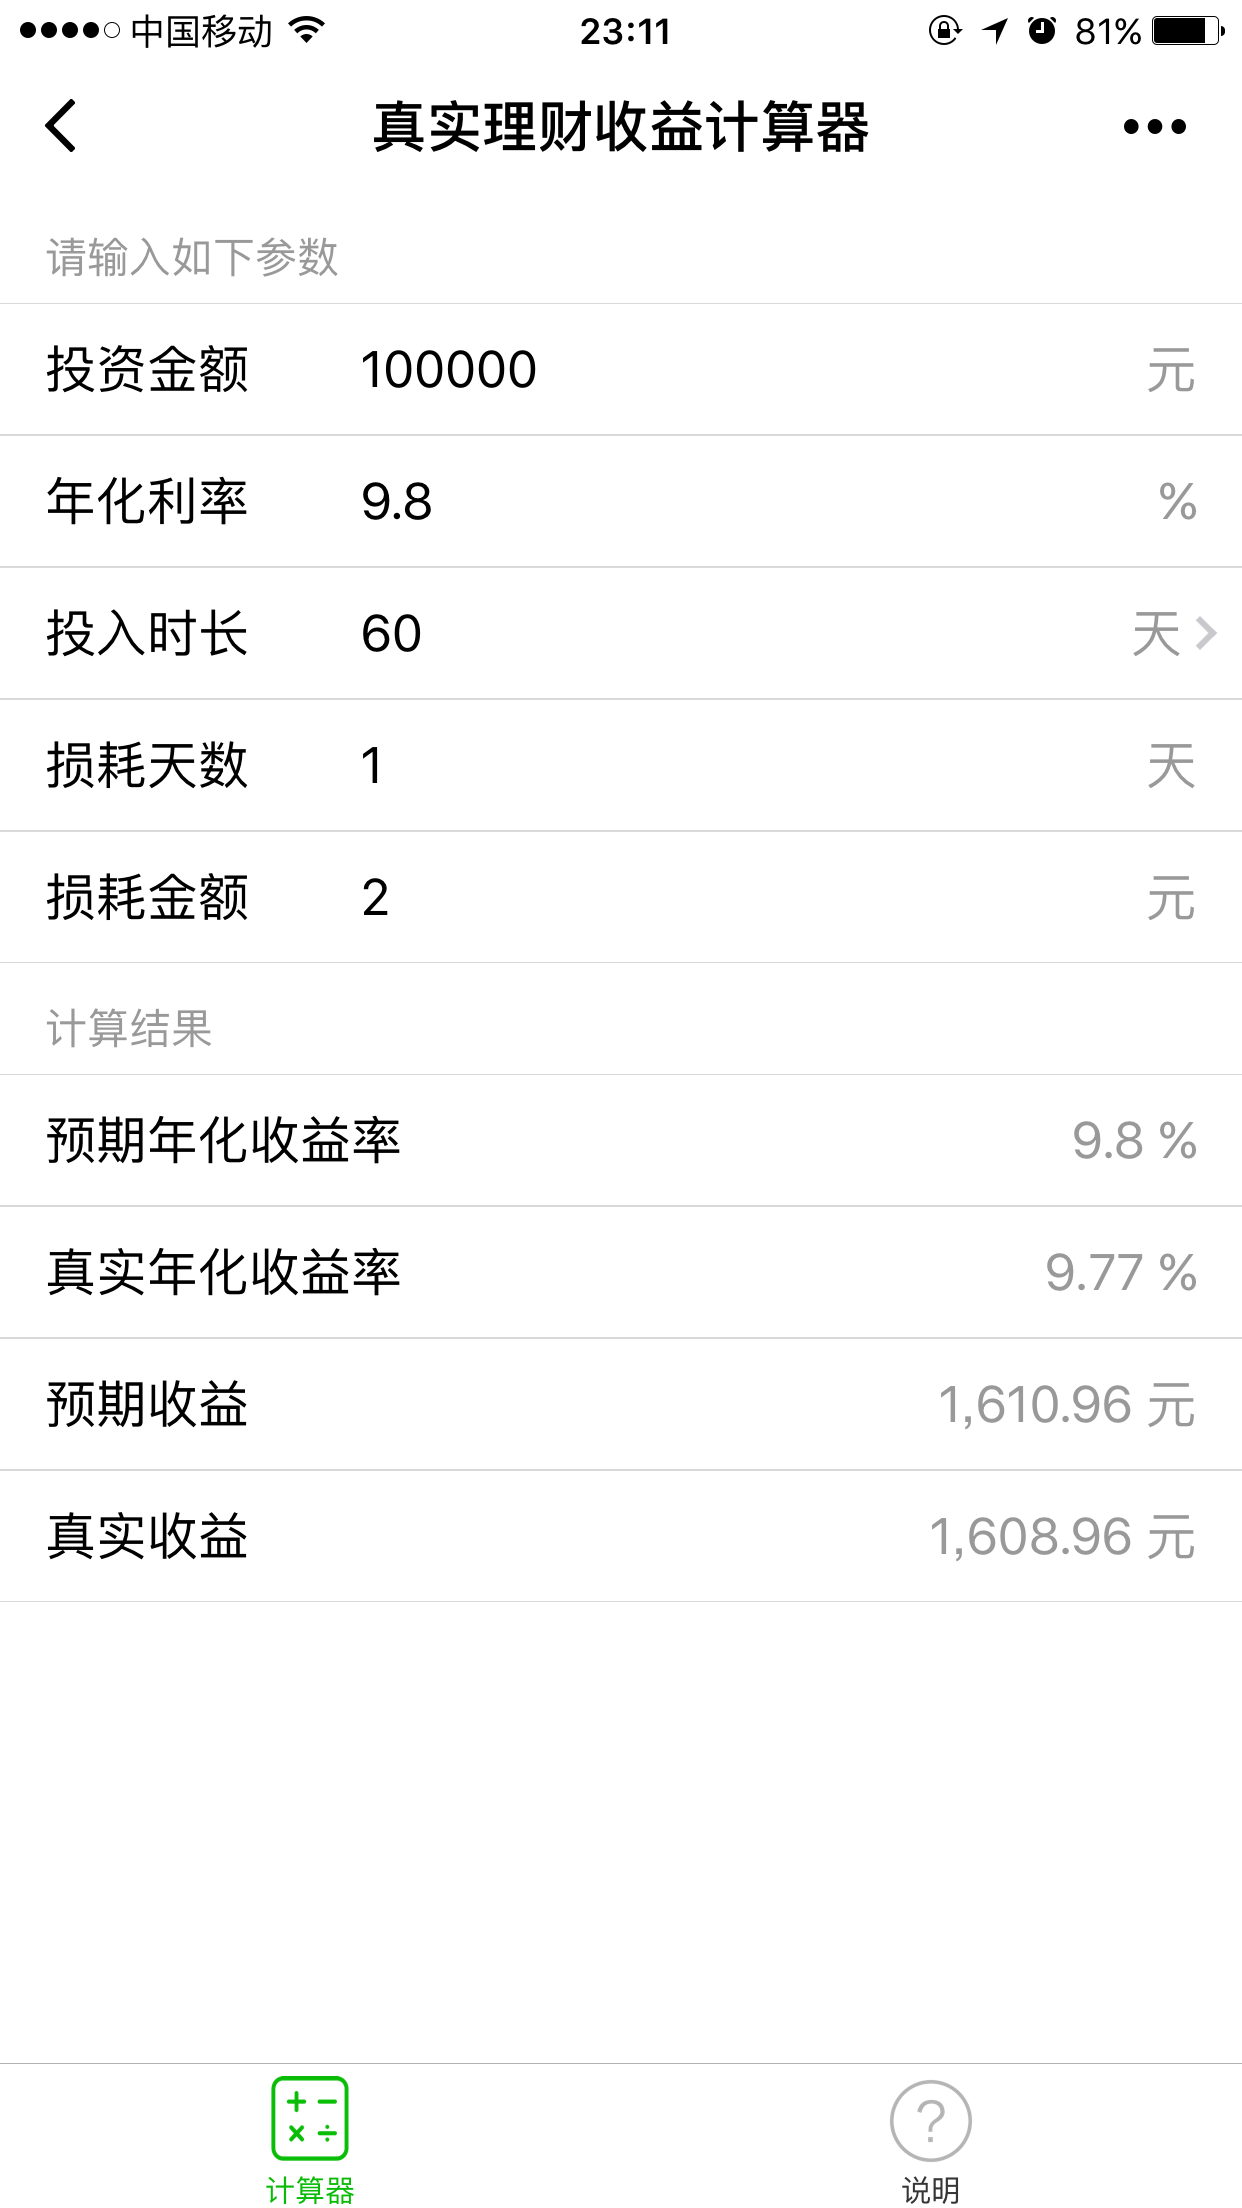 中国移动 23:11 81%
真实理财收益计算器
请输入如下参数
投资金额 100000 元
年化利率 9.8 %
投入时长 60 天
损耗天数 1 天
损耗金额 2 元
计算结果
预期年化收益率 9.8 %
真实年化收益率 9.77 %
预期收益 1,610.96 元
真实收益 1,608.96 元
计算器 说明